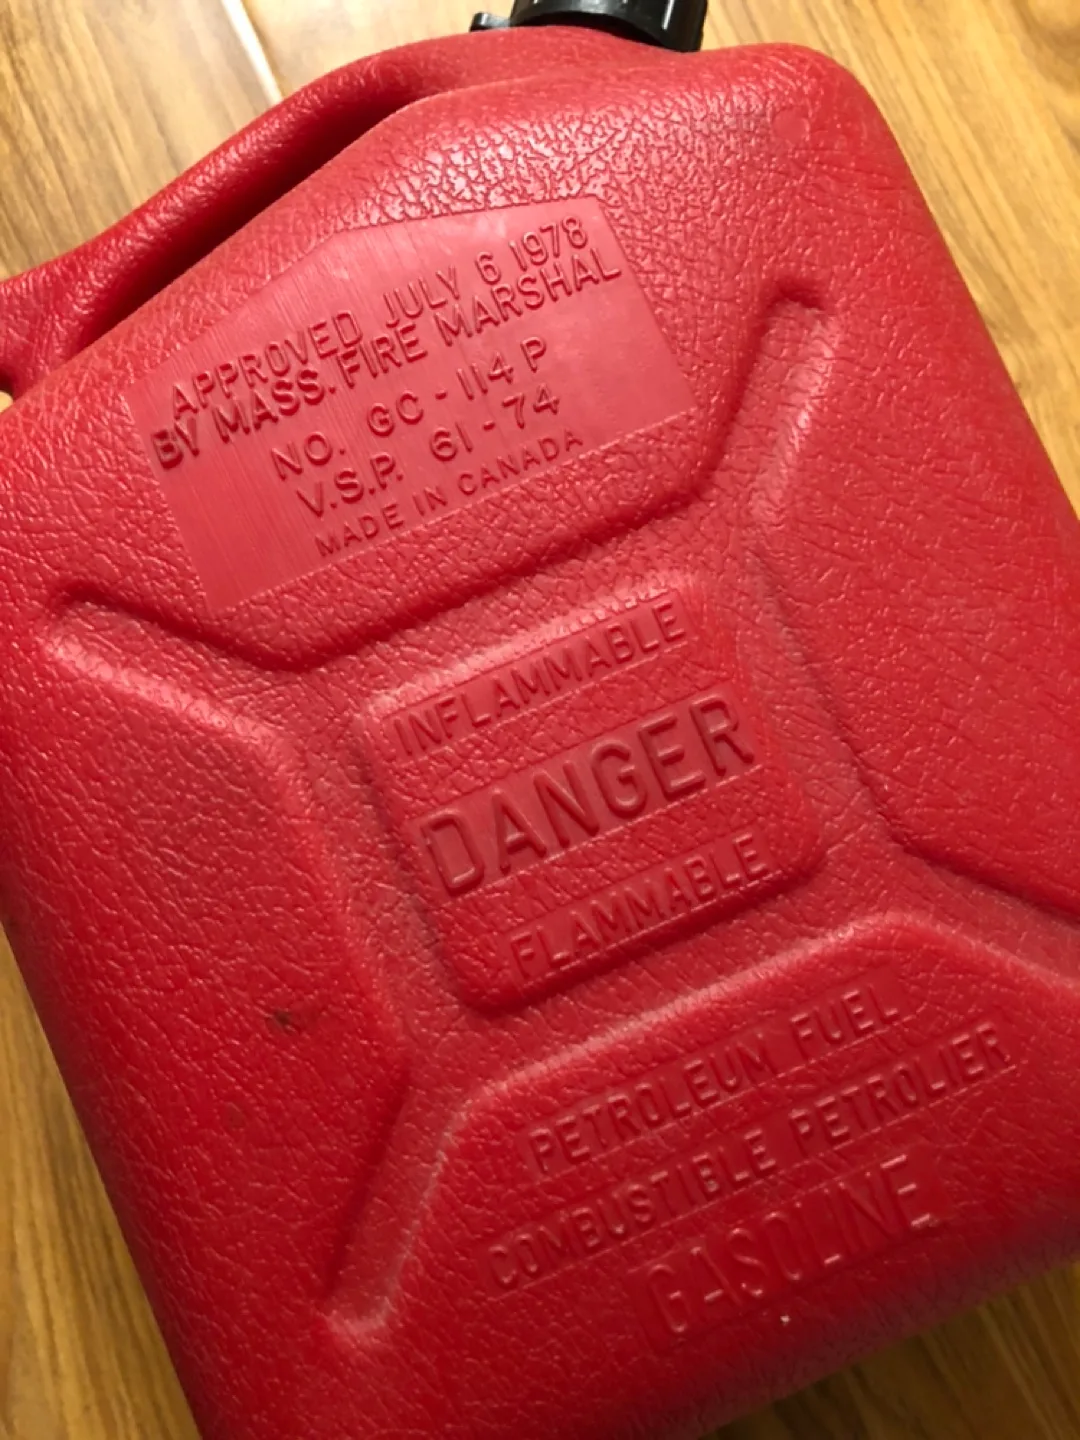 APPROVED JULY 6 1978
BY MASS. FIRE MARSHAL
NO. GC - 114 P
V.S.P. 61 - 74
MADE IN CANADA
INFLAMMABLE
DANGER
FLAMMABLE
PETROLEUM FUEL
COMBUSTIBLE PETROLIER
GASOLINE